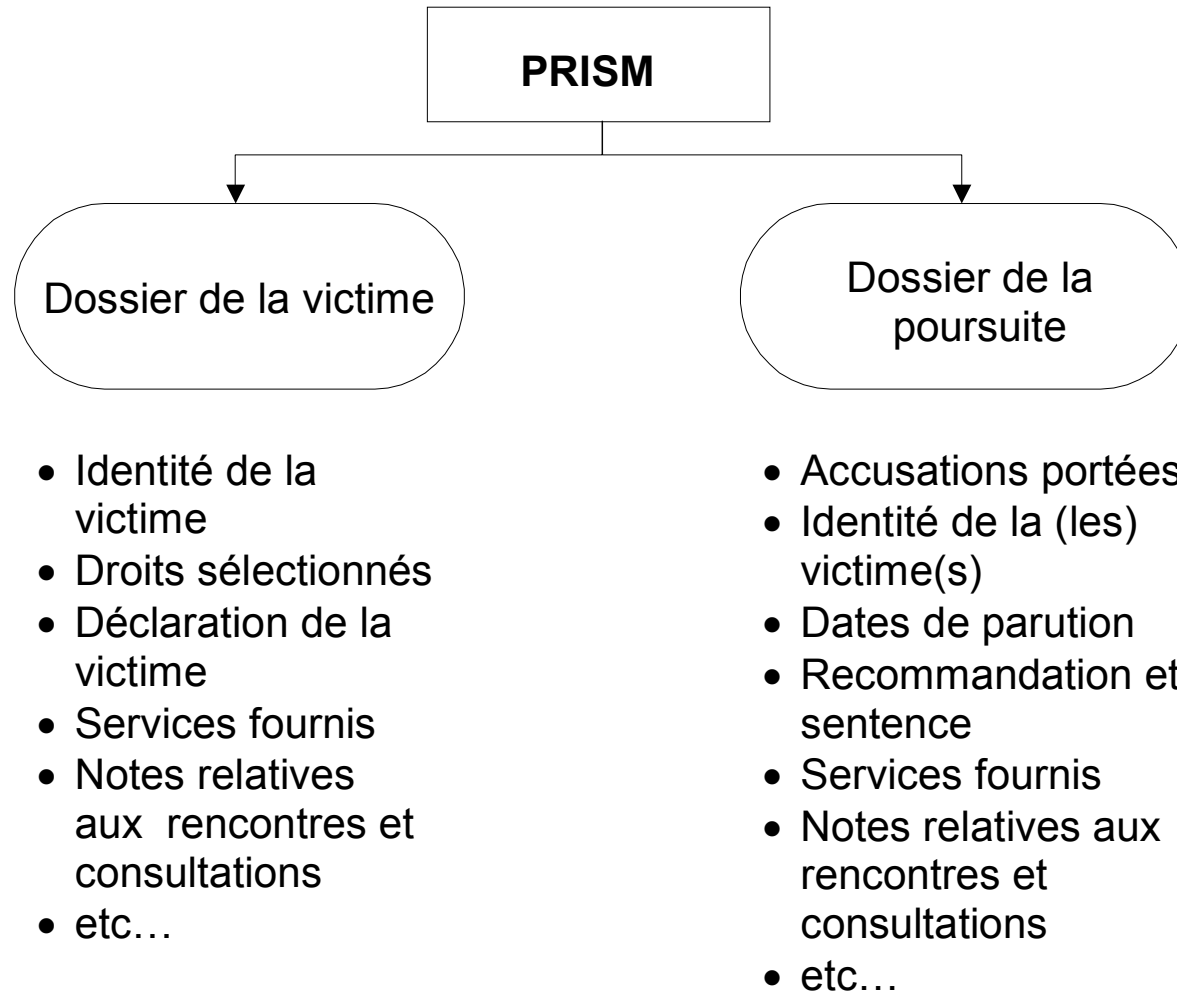 PRISM
Dossier de la victime
• Identité de la
victime
• Droits sélectionnés
• Déclaration de la
victime
• Services fournis
• Notes relatives
aux rencontres et
consultations
• etc…
Dossier de la
poursuite
• Accusations portées
• Identité de la (les)
victime(s)
• Dates de parution
• Recommandation et
sentence
• Services fournis
• Notes relatives aux
rencontres et
consultations
• etc…